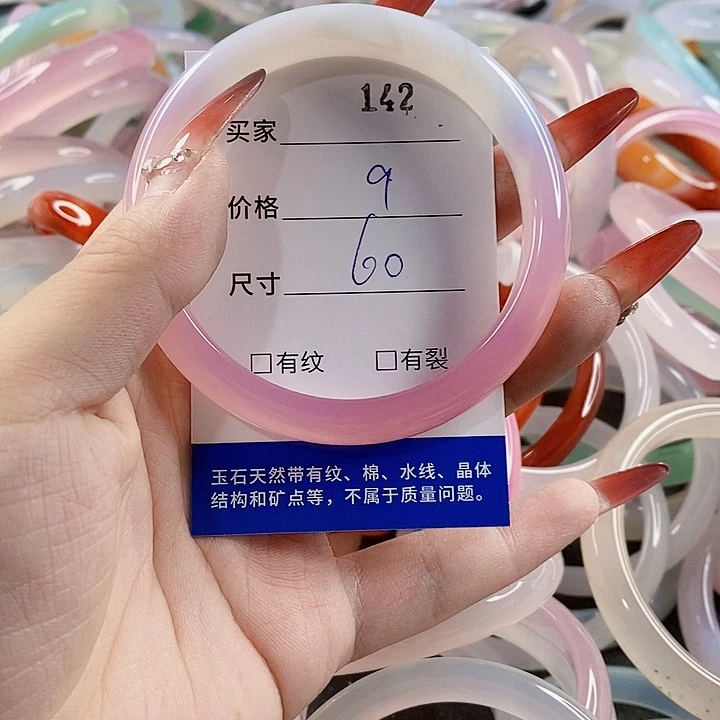 142
买家
价格 9
尺寸 60
□有纹 □有裂
玉石天然带有纹、棉、水线、晶体
结构和矿点等，不属于质量问题。